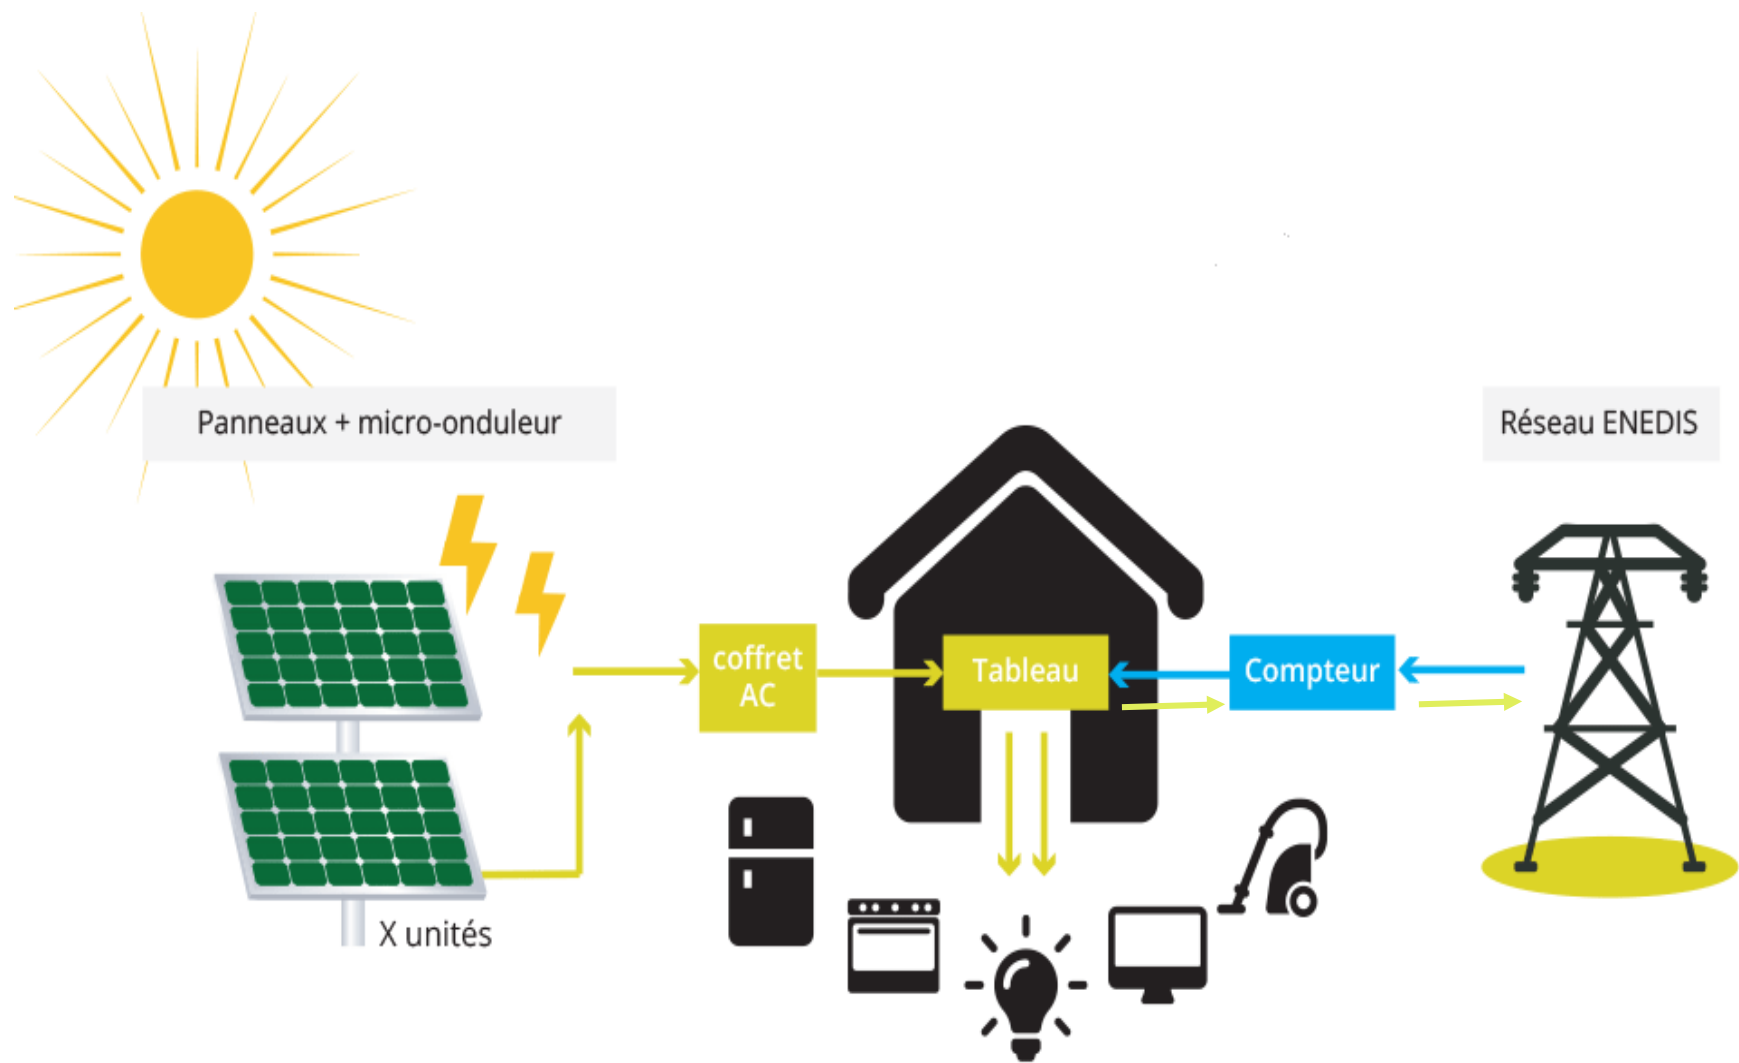 Panneaux + micro-onduleur
Réseau ENEDIS
coffret
AC
Tableau
Compteur
X unités